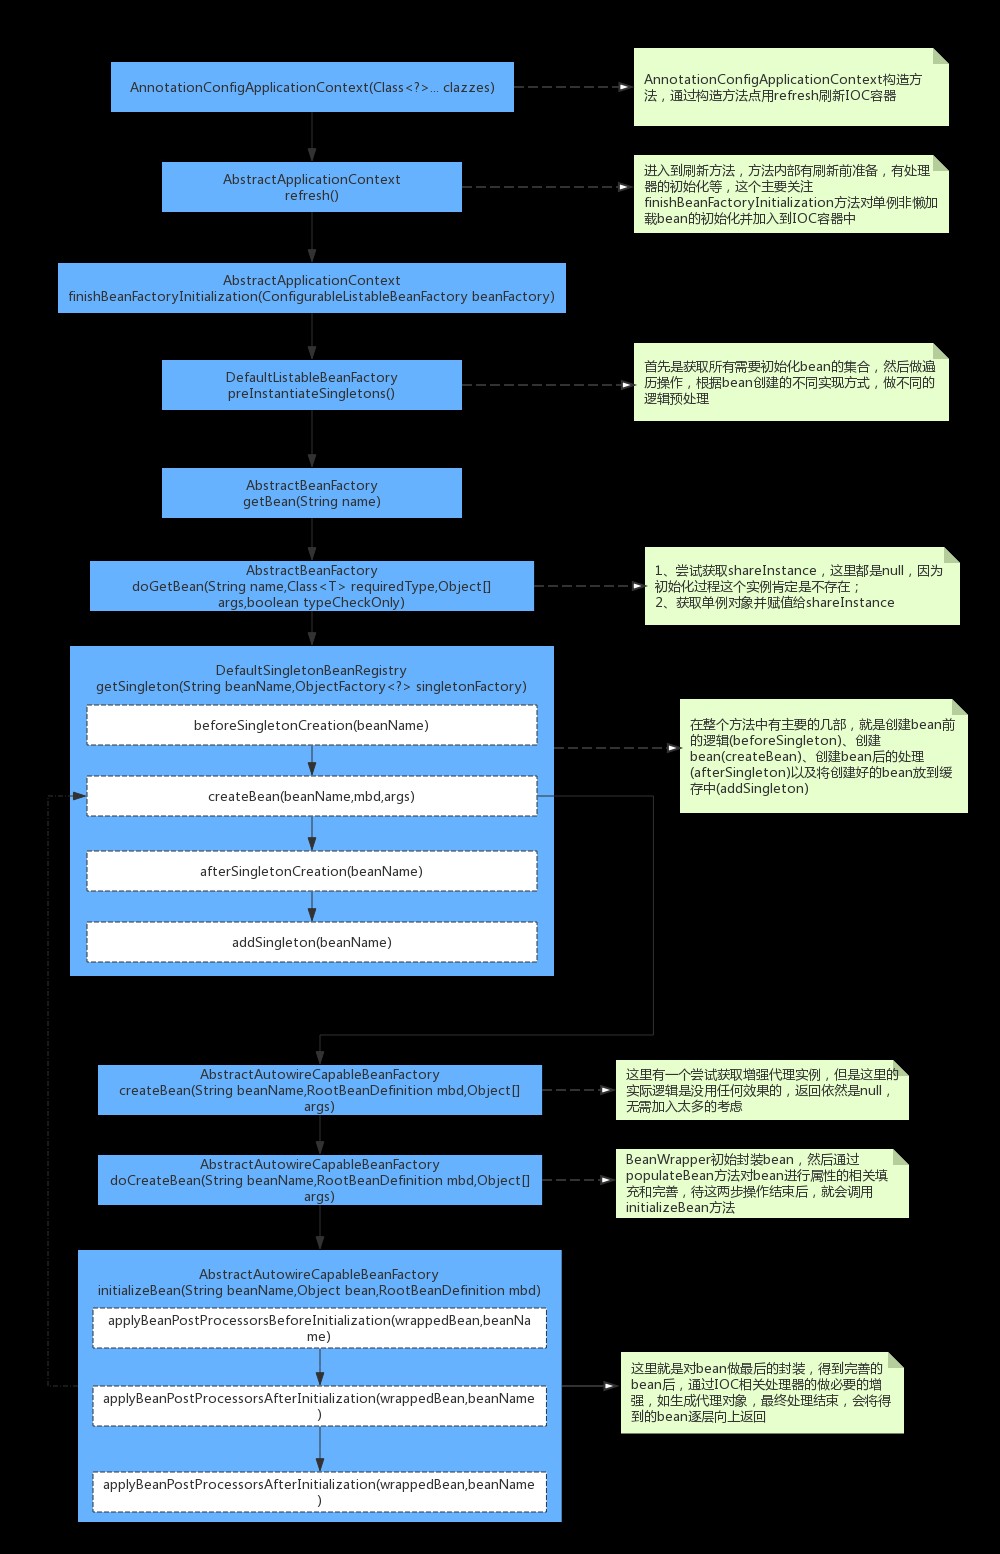 AnnotationConfigApplicationContext(Class<?>... clazzes)
AnnotationConfigApplicationContext构造方
法，通过构造方法点用refresh刷新IOC容器
AbstractApplicationContext
refresh()
进入到刷新方法，方法内部有刷新前准备，有处理
器的初始化等，这个主要关注
finishBeanFactoryInitialization方法对单例非懒加
载bean的初始化并加入到IOC容器中
AbstractApplicationContext
finishBeanFactoryInitialization(ConfigurableListableBeanFactory beanFactory)
DefaultListableBeanFactory
preInstantiateSingletons()
首先是获取所有需要初始化bean的集合，然后做遍
历操作，根据bean创建的不同实现方式，做不同的
逻辑预处理
AbstractBeanFactory
getBean(String name)
AbstractBeanFactory
doGetBean(String name,Class<T> requiredType,Object[]
args,boolean typeCheckOnly)
1、尝试获取shareInstance，这里都是null，因为
初始化过程这个实例肯定是不存在；
2、获取单例对象并赋值给shareInstance
DefaultSingletonBeanRegistry
getSingleton(String beanName,ObjectFactory<?> singletonFactory)
beforeSingletonCreation(beanName)
createBean(beanName,mbd,args)
afterSingletonCreation(beanName)
addSingleton(beanName)
在整个方法中有主要的几部，就是创建bean前
的逻辑(beforeSingleton)、创建
bean(createBean)、创建bean后的处理
(afterSingleton)以及将创建好的bean放到缓
存中(addSingleton)
AbstractAutowireCapableBeanFactory
createBean(String beanName,RootBeanDefinition mbd,Object[]
args)
这里有一个尝试获取增强代理实例，但是这里的
实际逻辑是没用任何效果的，返回依然是null，
无需加入太多的考虑
AbstractAutowireCapableBeanFactory
doCreateBean(String beanName,RootBeanDefinition mbd,Object[]
args)
BeanWrapper初始封装bean，然后通过
populateBean方法对bean进行属性的相关填
充和完善，待这两步操作结束后，就会调用
initializeBean方法
AbstractAutowireCapableBeanFactory
initializeBean(String beanName,Object bean,RootBeanDefinition mbd)
applyBeanPostProcessorsBeforeInitialization(wrappedBean,beanNa
me)
applyBeanPostProcessorsAfterInitialization(wrappedBean,beanName
)
applyBeanPostProcessorsAfterInitialization(wrappedBean,beanName
)
这里就是对bean做最后的封装，得到完善的
bean后，通过IOC相关处理器的做必要的增
强，如生成代理对象，最终处理结束，会将得
到的bean逐层向上返回